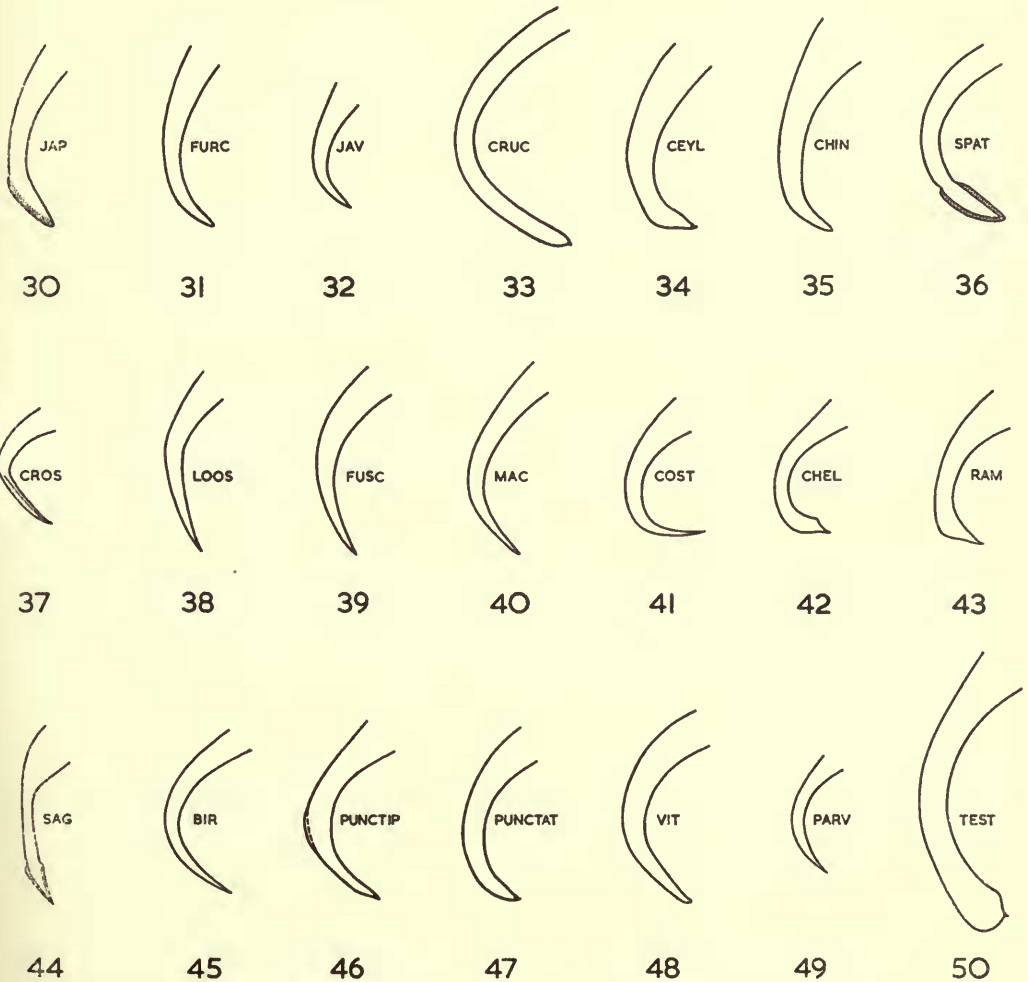 JAP FURC JAV CRUC CEYL CHIN SPAT
30 31 32 33 34 35 36
CROS LOOS FUSC MAC COST CHEL RAM
37 38 39 40 41 42 43
SAG BIR PUNCTIP PUNCTAT VIT PARV TEST
44 45 46 47 48 49 50